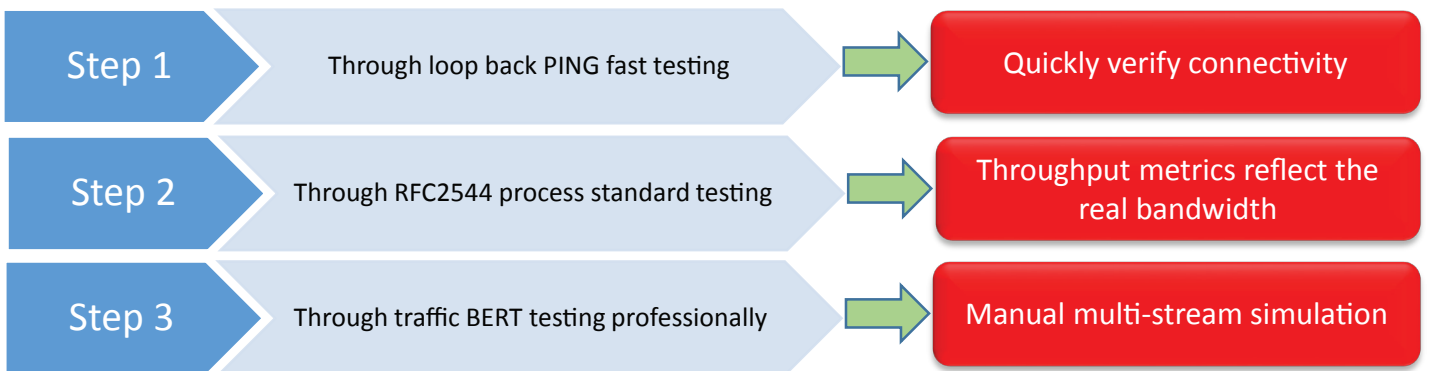 Step 1
Through loop back PING fast testing
Quickly verify connectivity
Step 2
Through RFC2544 process standard testing
Throughput metrics reflect the
real bandwidth
Step 3
Through traffic BERT testing professionally
Manual multi-stream simulation